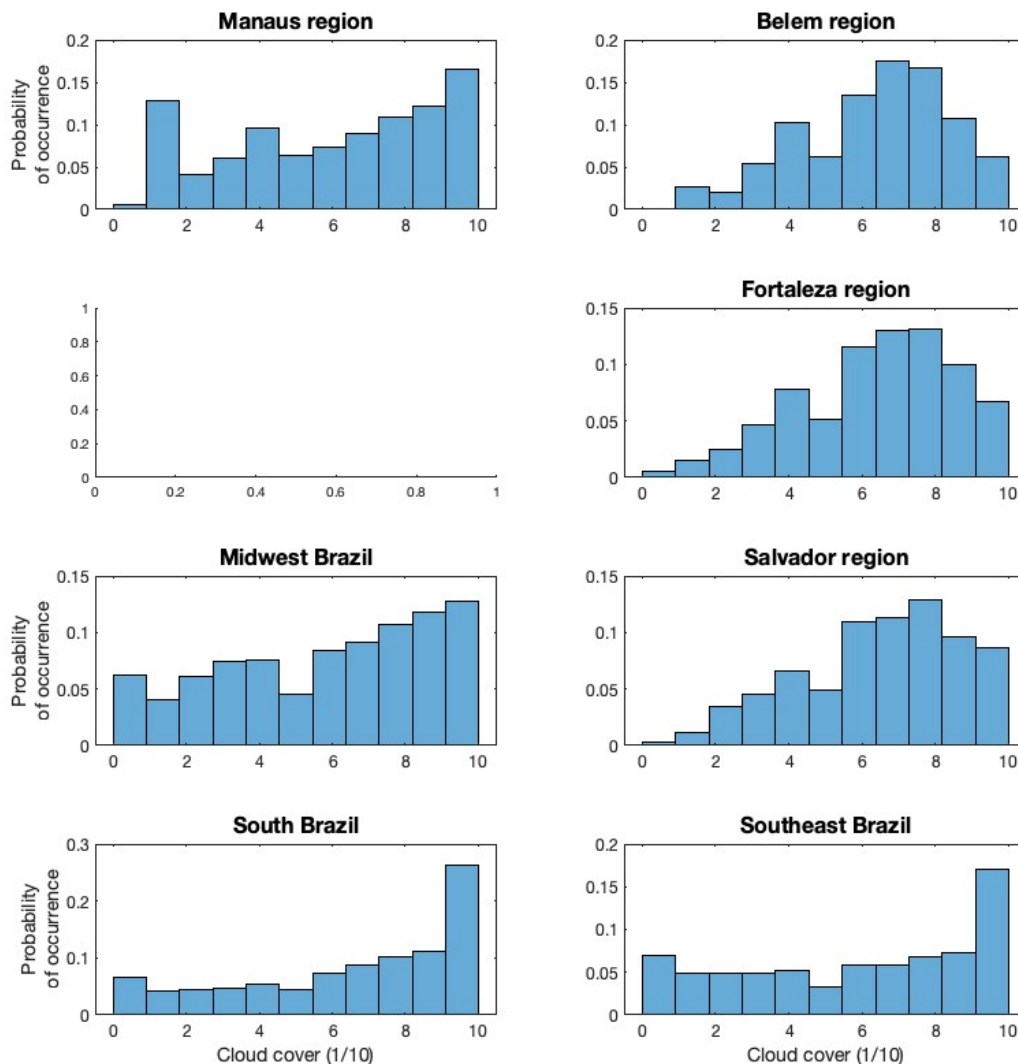 Manaus region
Belem region
Probability
of occurrence
0.2
0.15
0.1
0.05
0
0 2 4 6 8 10
0.2
0.15
0.1
0.05
0
0 2 4 6 8 10
Fortaleza region
1
0.8
0.6
0.4
0.2
0
0 0.2 0.4 0.6 0.8 1
0.15
0.1
0.05
0
0 2 4 6 8 10
Midwest Brazil
Salvador region
Probability
of occurrence
0.15
0.1
0.05
0
0 2 4 6 8 10
0.15
0.1
0.05
0
0 2 4 6 8 10
South Brazil
Southeast Brazil
Probability
of occurrence
0.3
0.2
0.1
0
0 2 4 6 8 10
Cloud cover (1/10)
0.2
0.15
0.1
0.05
0
0 2 4 6 8 10
Cloud cover (1/10)